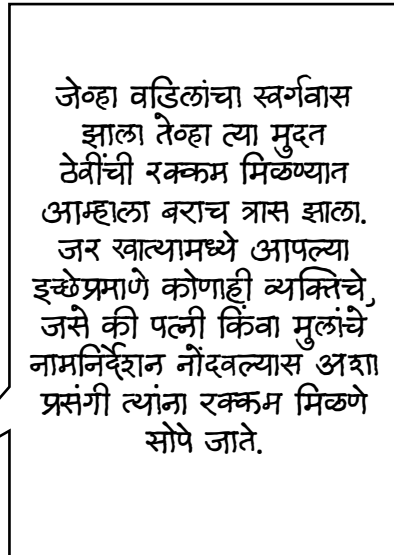 जेव्हा वडिलांचा स्वर्गवास
झाला तेव्हा त्या मुदत
ठेवींची रक्कम मिळण्यात
आम्हाला बराच त्रास झाला.
जर खात्यामध्ये आपल्या
इच्छेप्रमाणे कोणाही व्यक्तिचे,
जसे की पत्नी किंवा मुलांचे
नामनिर्देशन नोंदवल्यास अशा
प्रसंगी त्यांना रक्कम मिळणे
सोपे जाते.